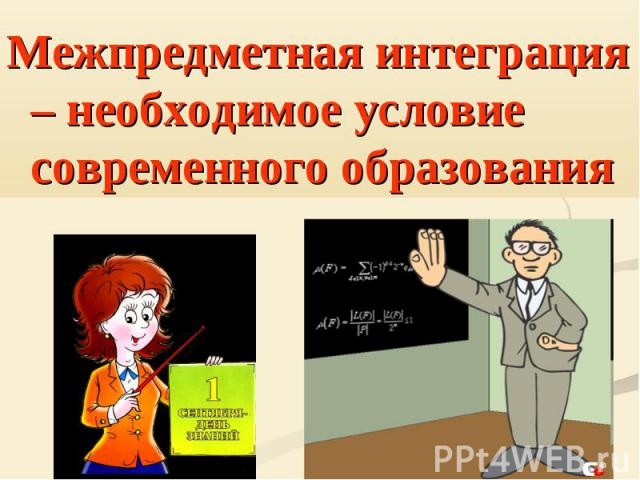 Межпредметная интеграция
– необходимое условие
современного образования
1
СЕНТЯБРЯ-
ДЕНЬ
ЗНАНИЙ
PPt4WEB.ru